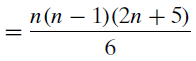 = n(n − 1)(2n + 5)
6